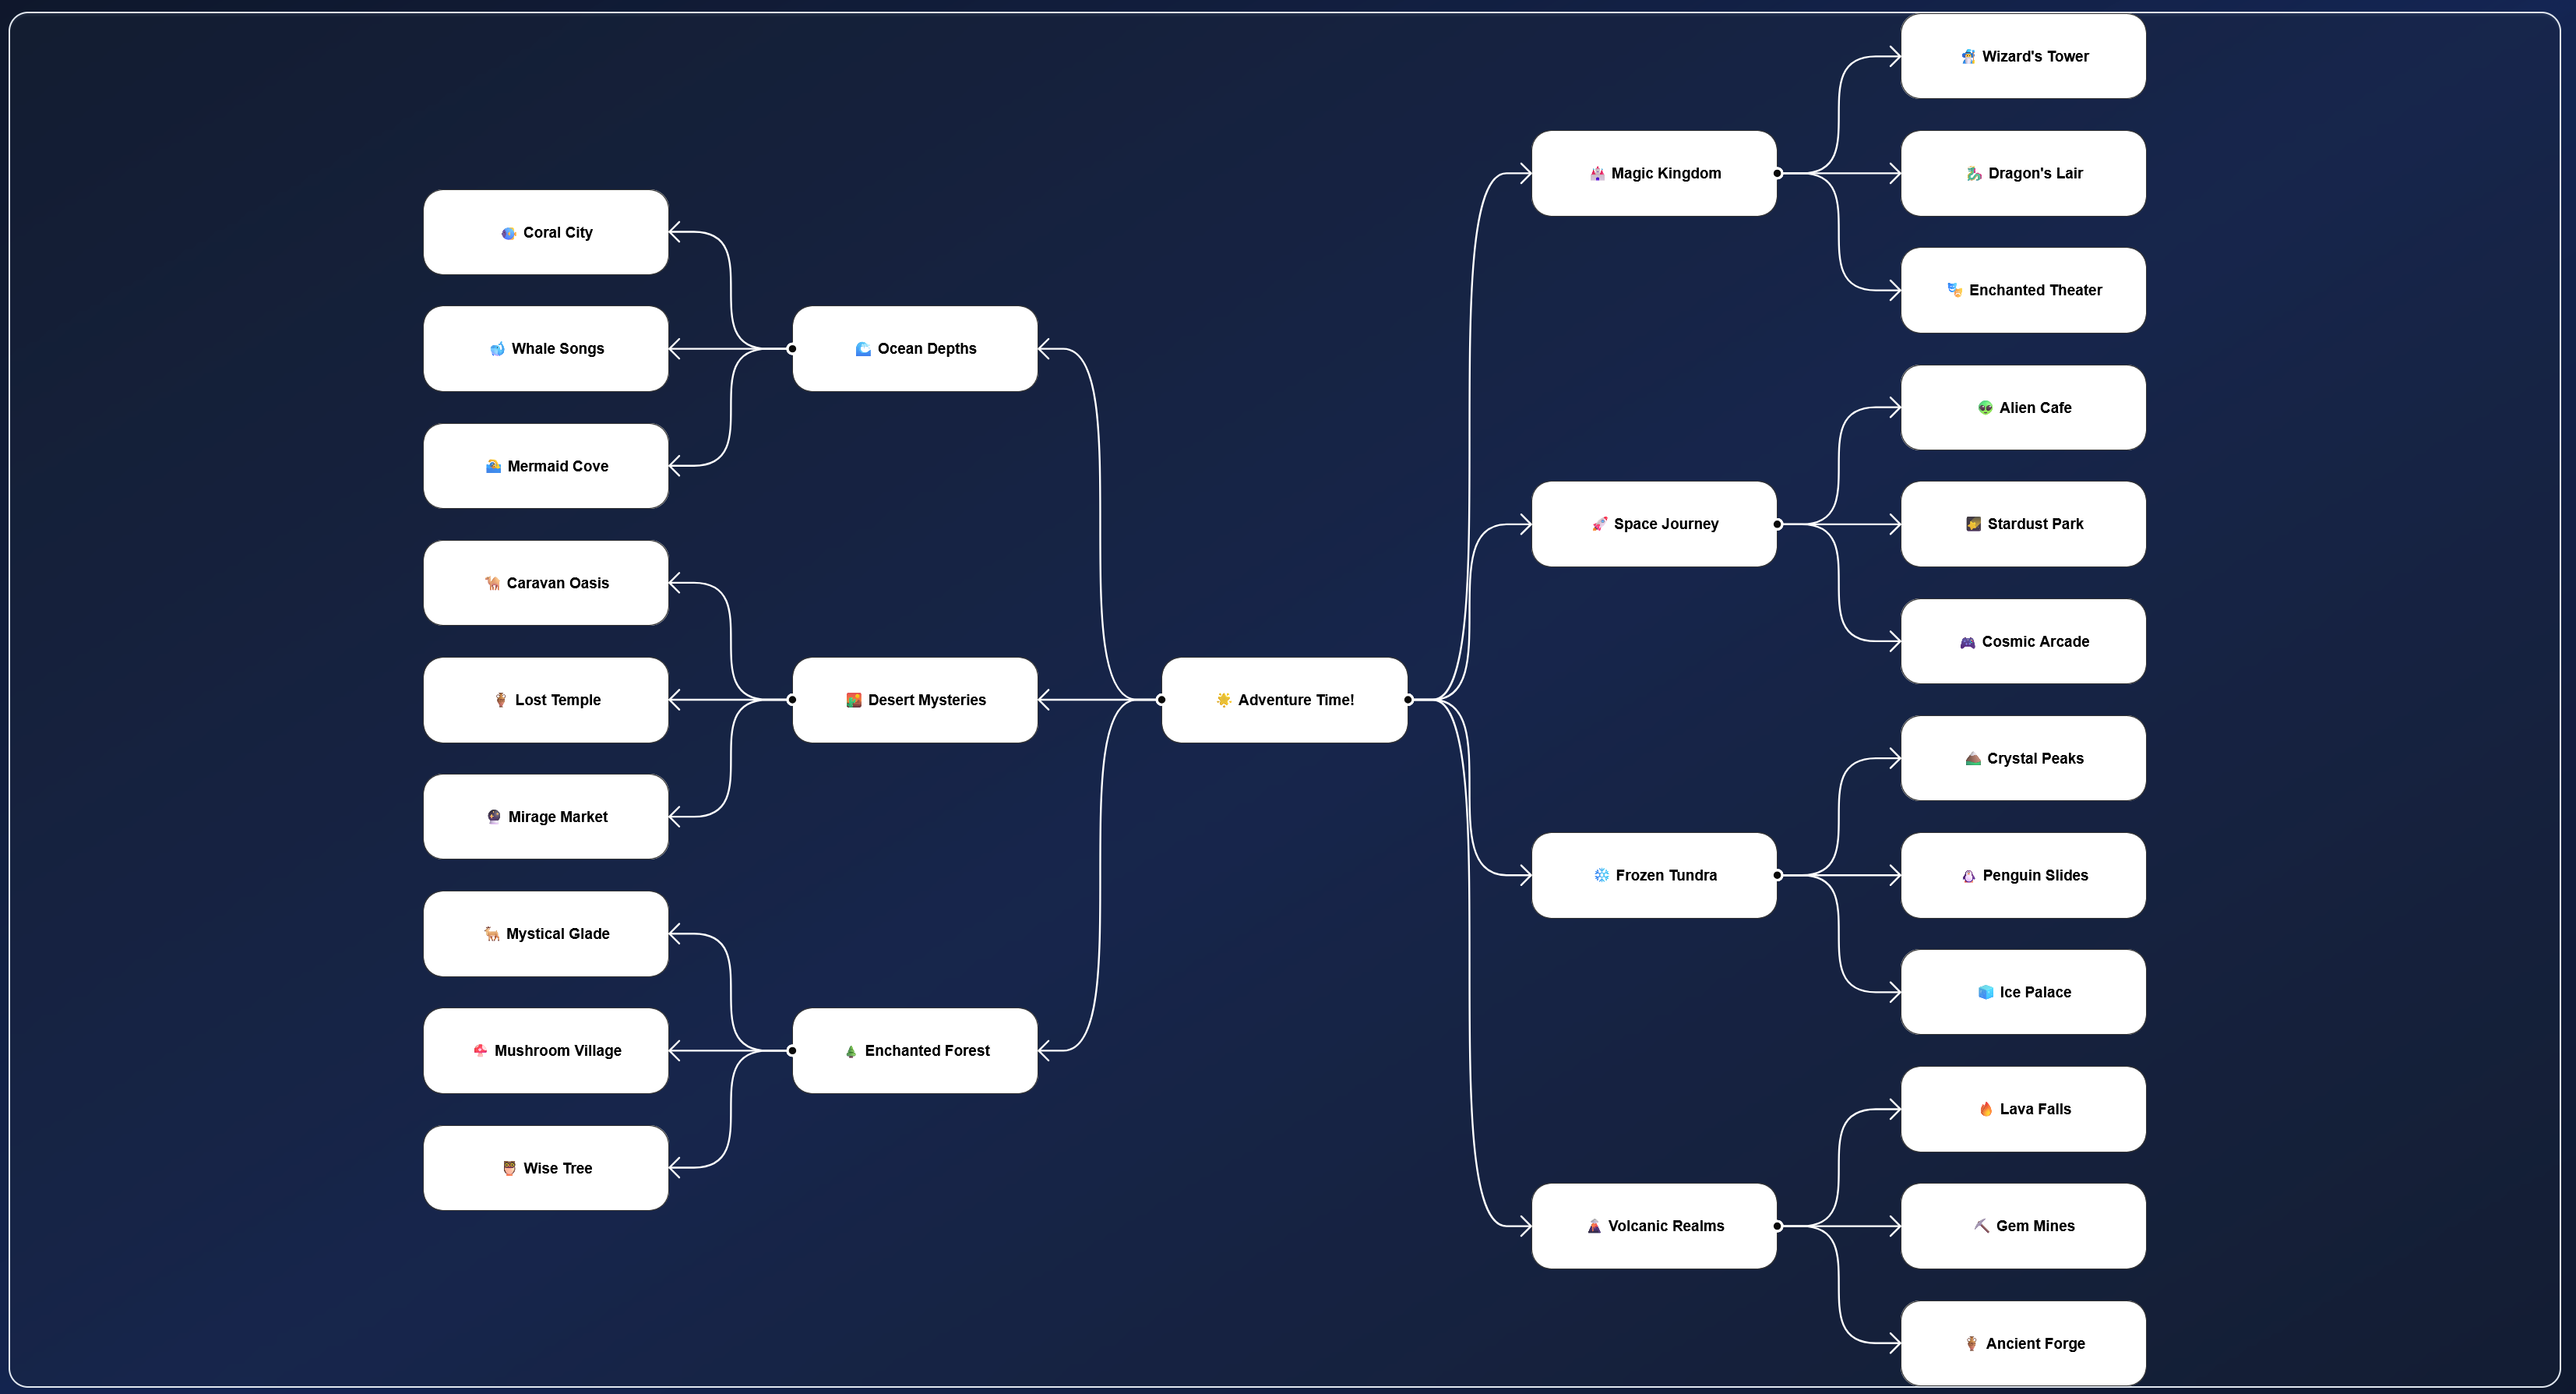 Coral City
Whale Songs
Mermaid Cove
Caravan Oasis
Lost Temple
Mirage Market
Mystical Glade
Mushroom Village
Wise Tree
Ocean Depths
Desert Mysteries
Enchanted Forest
Adventure Time!
Magic Kingdom
Space Journey
Frozen Tundra
Volcanic Realms
Wizard's Tower
Dragon's Lair
Enchanted Theater
Alien Cafe
Stardust Park
Cosmic Arcade
Crystal Peaks
Penguin Slides
Ice Palace
Lava Falls
Gem Mines
Ancient Forge